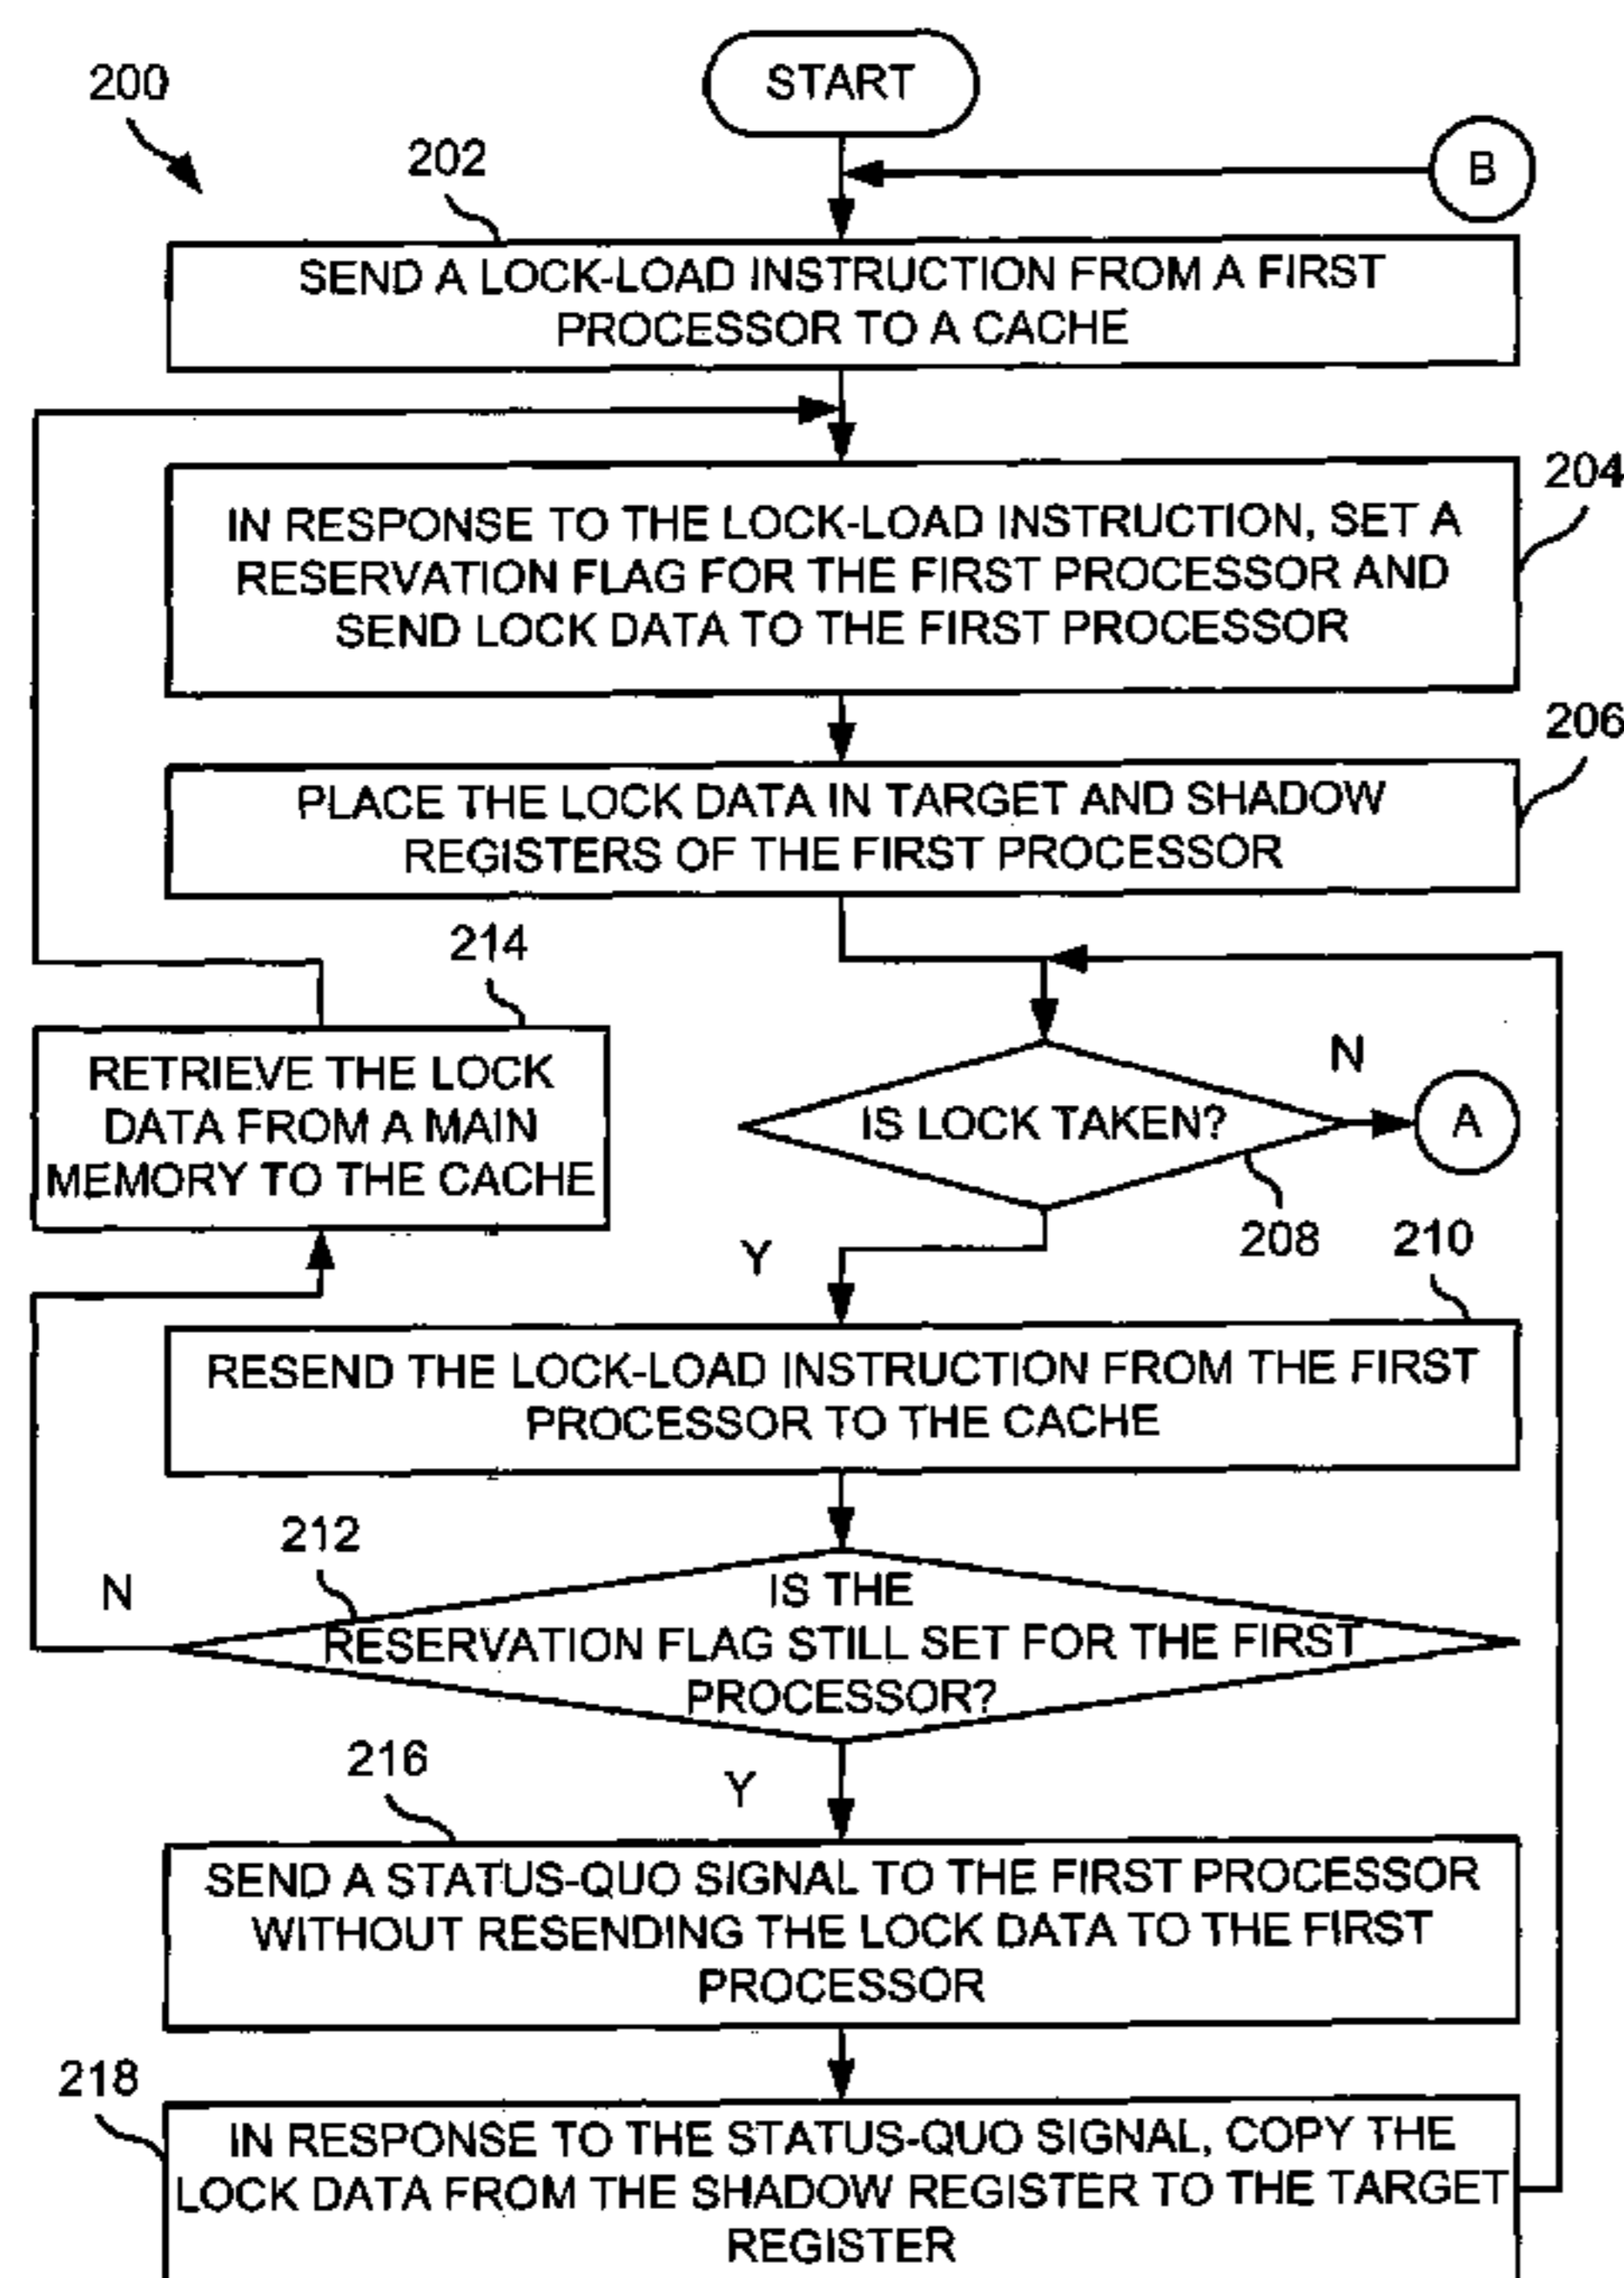 200
START
B
202
SEND A LOCK-LOAD INSTRUCTION FROM A FIRST
PROCESSOR TO A CACHE
204
IN RESPONSE TO THE LOCK-LOAD INSTRUCTION, SET A
RESERVATION FLAG FOR THE FIRST PROCESSOR AND
SEND LOCK DATA TO THE FIRST PROCESSOR
206
PLACE THE LOCK DATA IN TARGET AND SHADOW
REGISTERS OF THE FIRST PROCESSOR
214
RETRIEVE THE LOCK
DATA FROM A MAIN
MEMORY TO THE CACHE
N
IS LOCK TAKEN?
A
208
Y
210
RESEND THE LOCK-LOAD INSTRUCTION FROM THE FIRST
PROCESSOR TO THE CACHE
212
N
IS THE
RESERVATION FLAG STILL SET FOR THE FIRST
PROCESSOR?
216
Y
SEND A STATUS-QUO SIGNAL TO THE FIRST PROCESSOR
WITHOUT RESENDING THE LOCK DATA TO THE FIRST
PROCESSOR
218
IN RESPONSE TO THE STATUS-QUO SIGNAL, COPY THE
LOCK DATA FROM THE SHADOW REGISTER TO THE TARGET
REGISTER